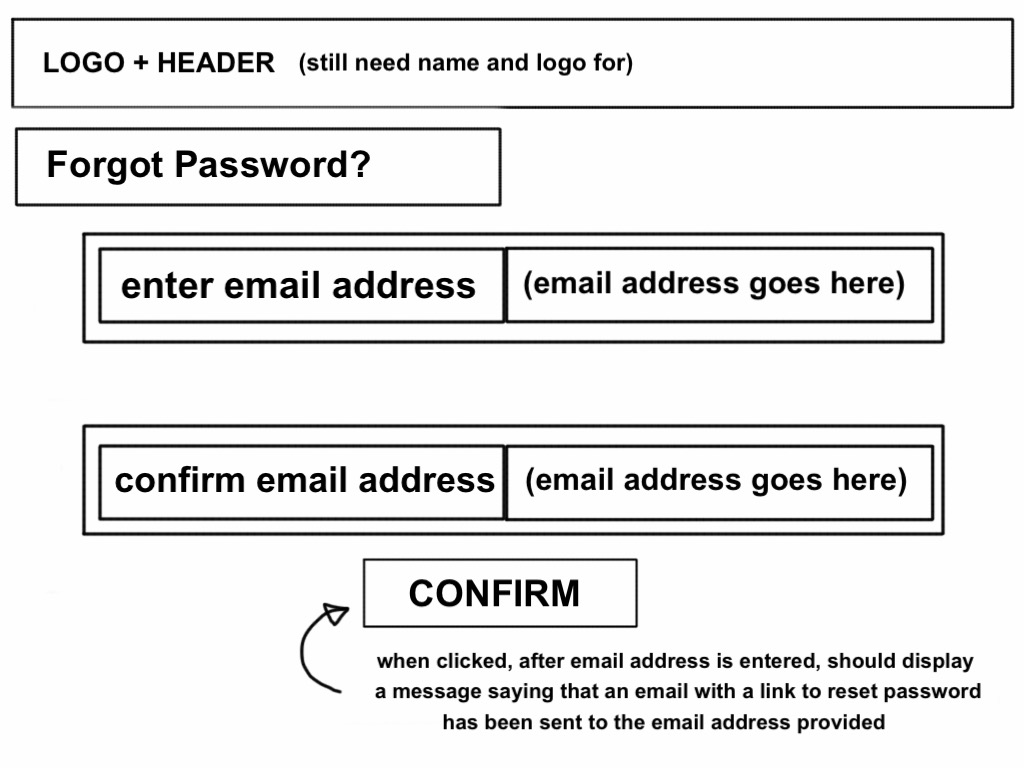 LOGO + HEADER (still need name and logo for)
Forgot Password?
enter email address (email address goes here)
confirm email address (email address goes here)
CONFIRM
when clicked, after email address is entered, should display
a message saying that an email with a link to reset password
has been sent to the email address provided